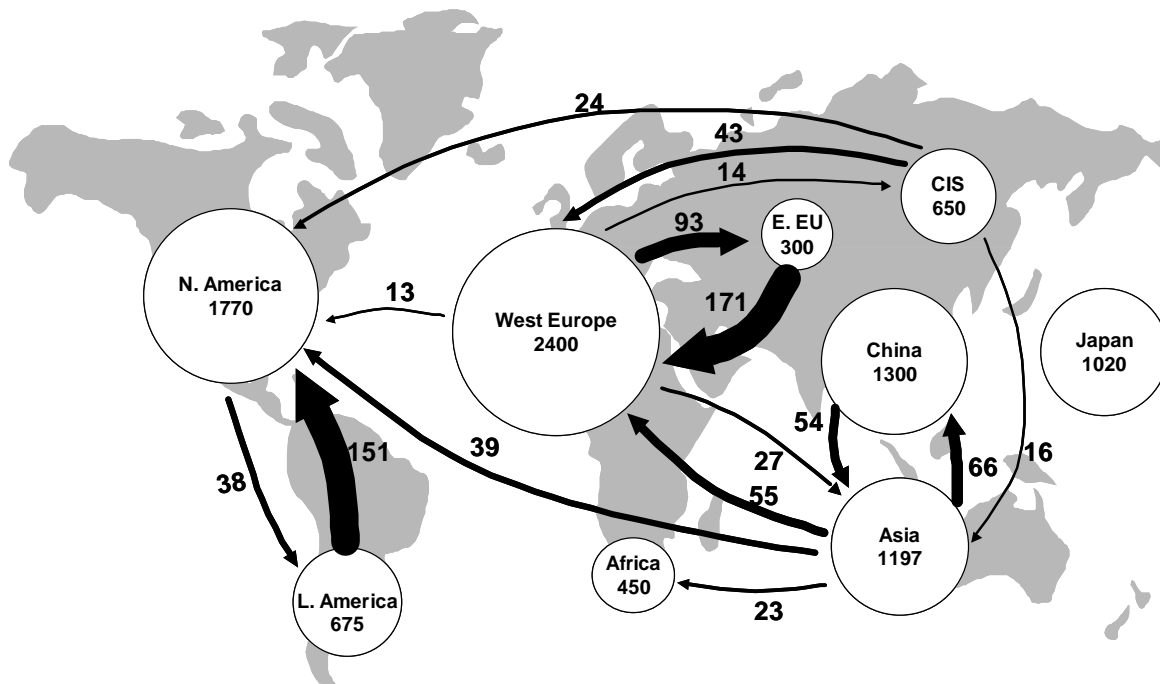 24
43
14
CIS
650
93
E. EU
300
171
N. America
1770
13
West Europe
2400
China
1300
Japan
1020
54
39
151
27
66
16
38
55
Asia
1197
Africa
450
23
L. America
675